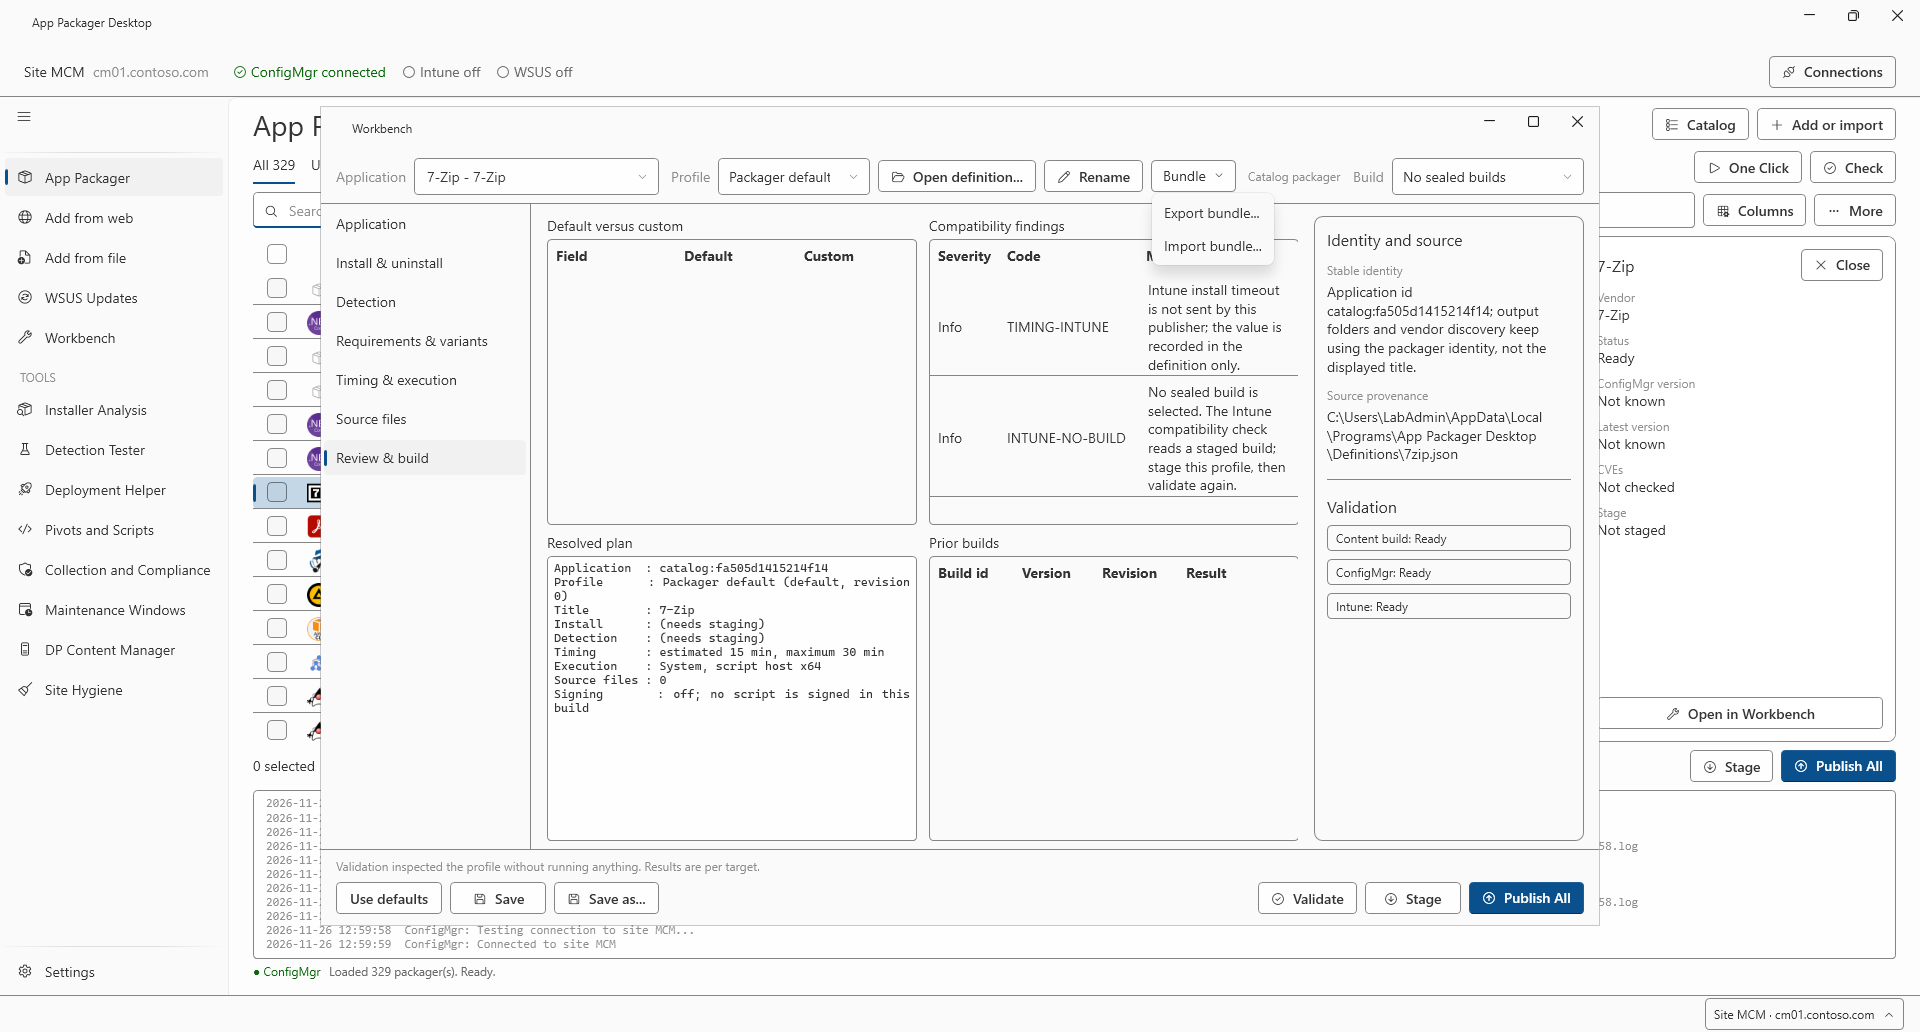 App Packager Desktop
Site MCM cm01.contoso.com ConfigMgr connected Intune off WSUS off
Connections
App Packager
Add from web
Add from file
WSUS Updates
Workbench
TOOLS
Installer Analysis
Detection Tester
Deployment Helper
Pivots and Scripts
Collection and Compliance
Maintenance Windows
DP Content Manager
Site Hygiene
Settings
App
All 329
Catalog
Add or import
One Click
Check
Columns
More
0 selected
Workbench
Application 7-Zip - 7-Zip Profile Packager default Open definition... Rename Bundle Catalog packager Build No sealed builds
Export bundle...
Import bundle...
Application
Install & uninstall
Detection
Requirements & variants
Timing & execution
Source files
Review & build
Default versus custom
Field Default Custom
Compatibility findings
Severity Code
Info TIMING-INTUNE
Intune install timeout
is not sent by this
publisher; the value is
recorded in the
definition only.
Info INTUNE-NO-BUILD
No sealed build is
selected. The Intune
compatibility check
reads a staged build;
stage this profile, then
validate again.
Resolved plan
Application : catalog:fa505d1415214f14
Profile : Packager default (default, revision
0)
Title : 7-Zip
Install : (needs staging)
Detection : (needs staging)
Timing : estimated 15 min, maximum 30 min
Execution : System, script host x64
Source files : 0
Signing : off; no script is signed in this
build
Prior builds
Build id Version Revision Result
Identity and source
Stable identity
Application id
catalog:fa505d1415214f14; output
folders and vendor discovery keep
using the packager identity, not the
displayed title.
Source provenance
C:\Users\LabAdmin\AppData\Local
\Programs\App Packager Desktop
\Definitions\7zip.json
Validation
Content build: Ready
ConfigMgr: Ready
Intune: Ready
Validation inspected the profile without running anything. Results are per target.
Use defaults
Save
Save as...
Validate
Stage
Publish All
7-Zip
Close
Vendor
7-Zip
Status
Ready
ConfigMgr version
Not known
Latest version
Not known
CVEs
Not checked
Stage
Not staged
Open in Workbench
Stage
Publish All
58.log
58.log
2026-11-26 12:59:58 ConfigMgr: Testing connection to site MCM...
2026-11-26 12:59:59 ConfigMgr: Connected to site MCM
ConfigMgr Loaded 329 packager(s). Ready.
Site MCM · cm01.contoso.com